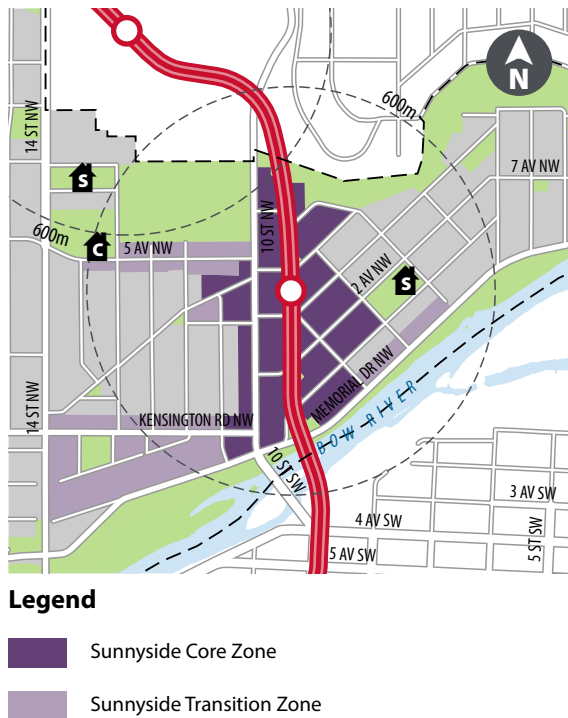 N
600m
14 ST NW
S
7 AV NW
600m
C
5 AV NW
10 ST NW
2 AV NW
S
MEMORIAL DR NW
14 ST NW
KENSINGTON RD NW
BOW RIVER
10 ST SW
3 AV SW
4 AV SW
5 ST SW
5 AV SW
Legend
Sunnyside Core Zone
Sunnyside Transition Zone